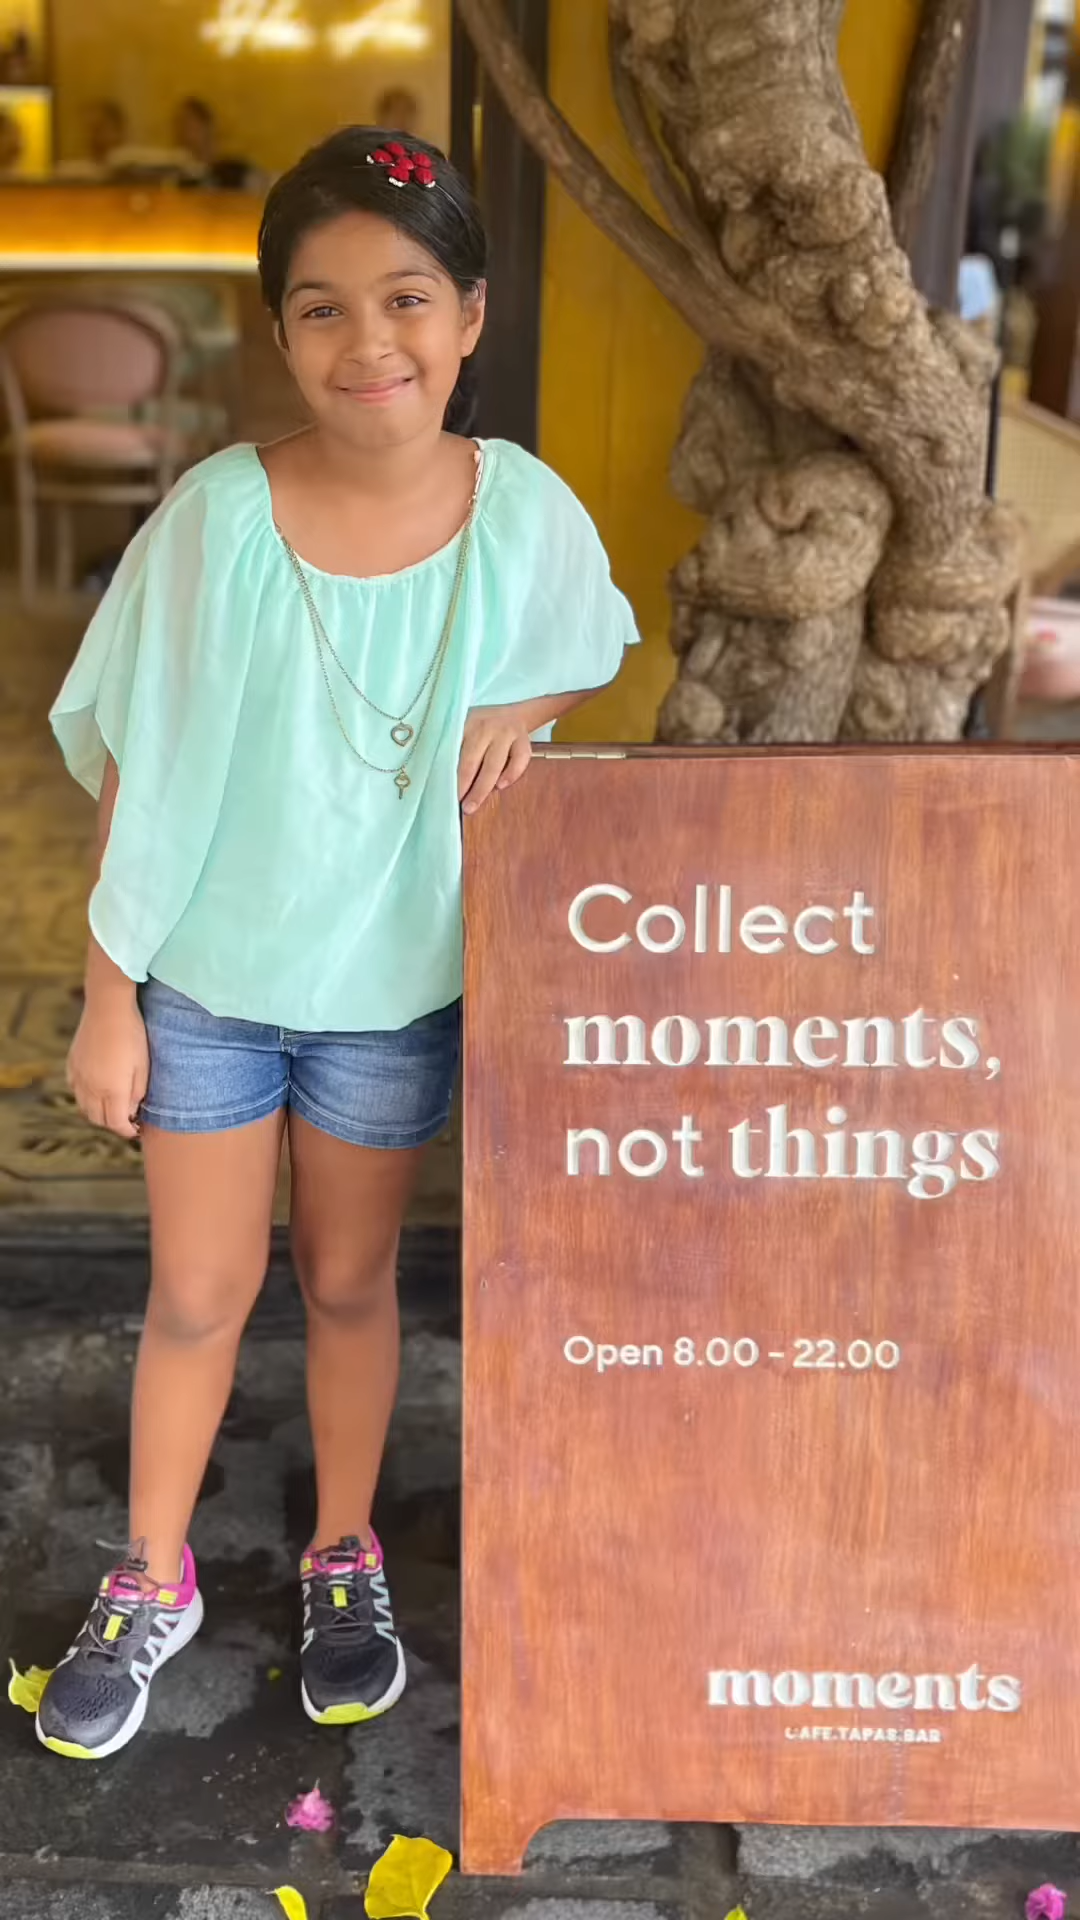 Collect
moments,
not things
Open 8.00 - 22.00
moments
CAFE.TAPAS.BAR